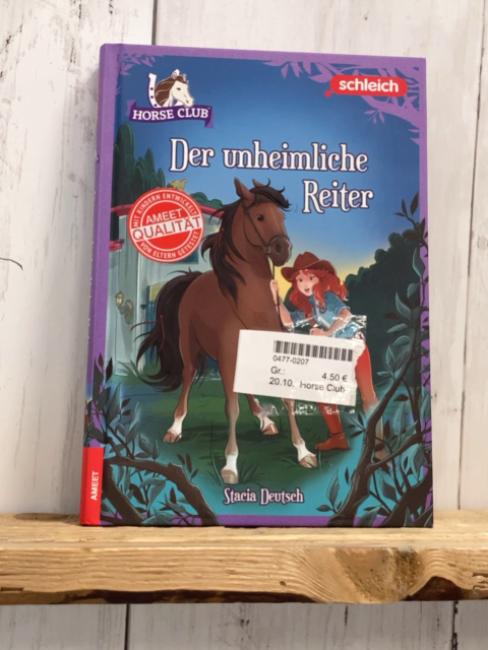 HORSE CLUB
schleich
Der unheimliche
Reiter
MIT KINDERN ENTWICKELT
AMEET
QUALITÄT
VON ELTERN GETESTET
0477-0207
Gr.:
4.50 €
20.10. Horse Club
AMEET
Stacia Deutsch